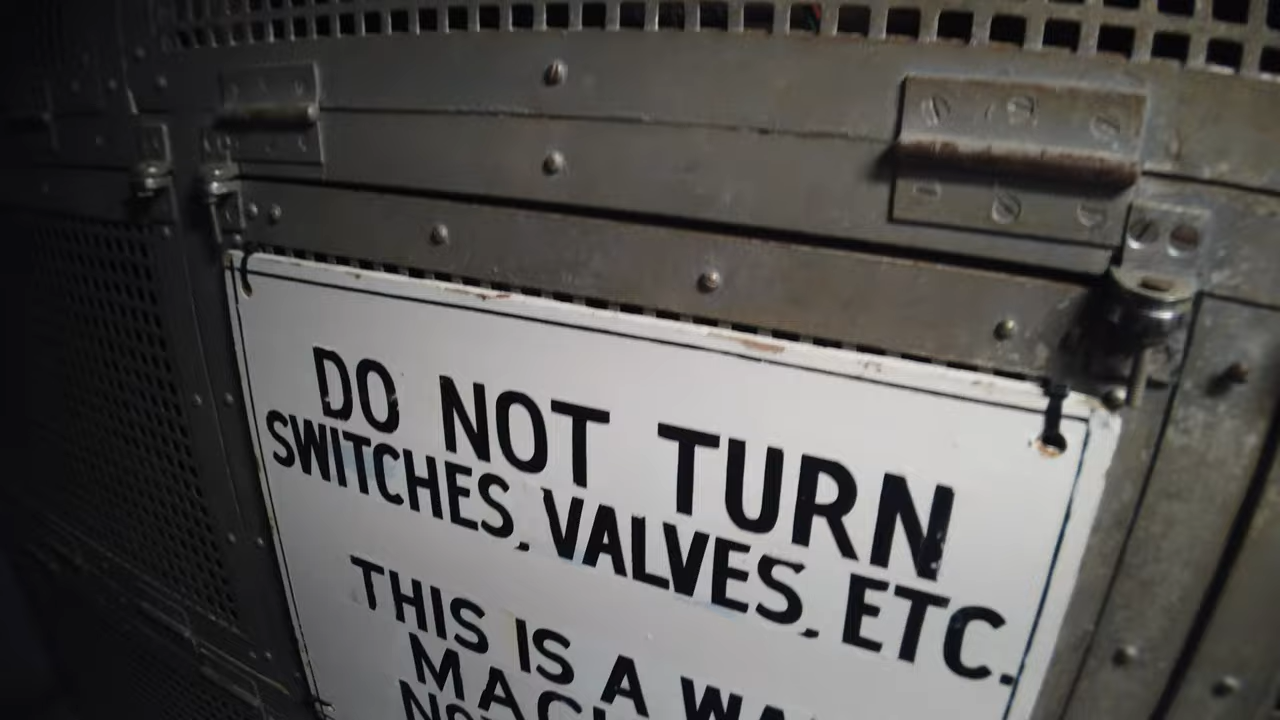 DO NOT TURN
SWITCHES, VALVES, ETC.
THIS IS A